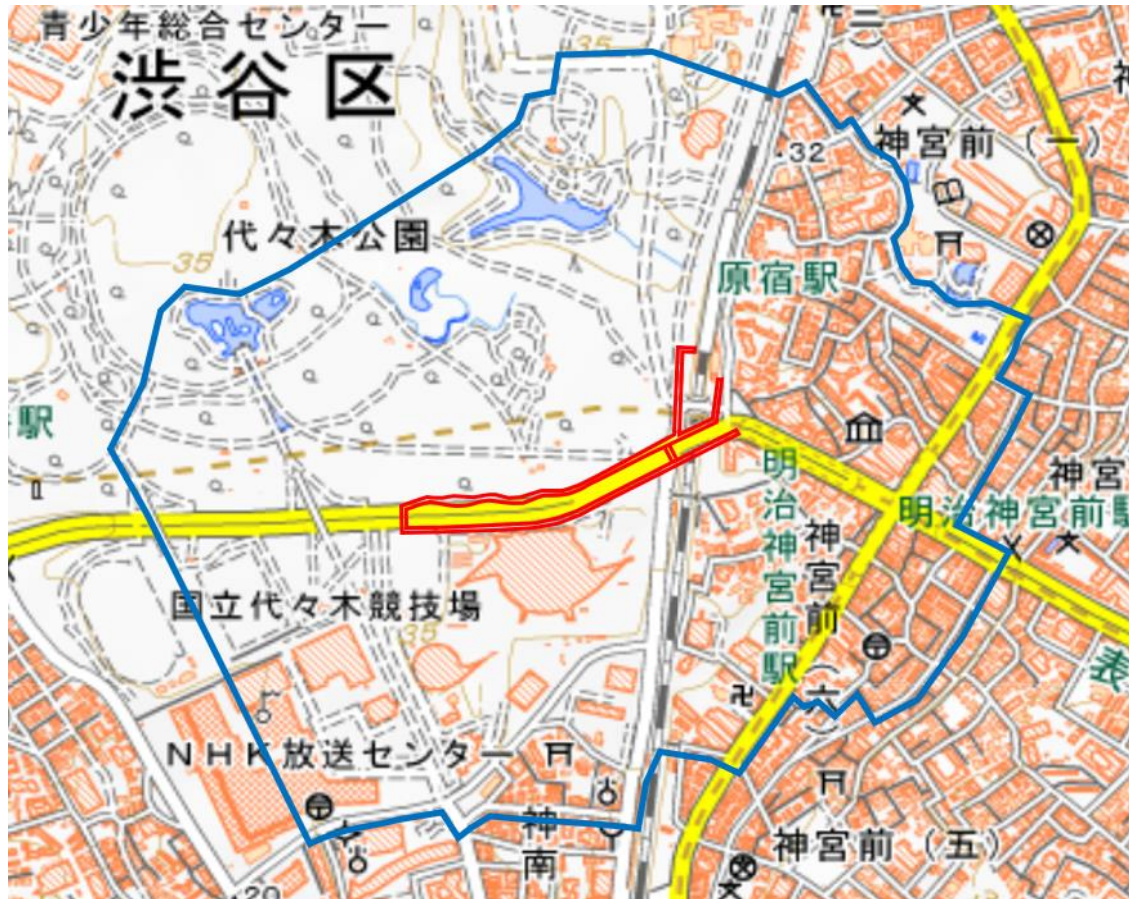 青少年総合センター
渋谷区
35
神宮前(一)
32
代々木公園
35
原宿駅
駅
明治神宮前駅
神宮
明治神宮前駅
神宮前(六)
国立代々木競技場
35
表
NHK放送センター
神南
神宮前(五)
20